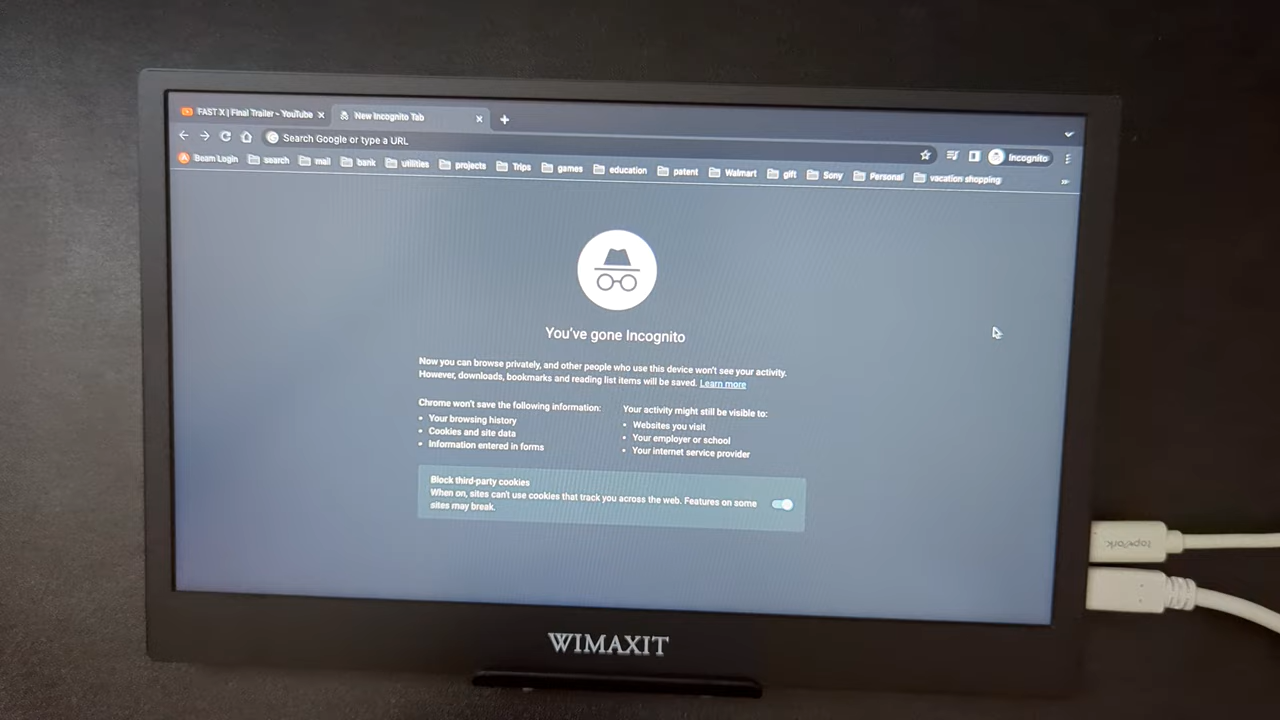 FAST X | Final Trailer - YouTube
New Incognito Tab
Search Google or type a URL
Incognito
Beam Login search mail bank utilities projects Trips games education patent Walmart gift Sony Personal vacation shopping
You've gone Incognito
Now you can browse privately, and other people who use this device won't see your activity.
However, downloads, bookmarks and reading list items will be saved. Learn more
Chrome won't save the following information:
Your browsing history
Cookies and site data
Information entered in forms
Your activity might still be visible to:
Websites you visit
Your employer or school
Your internet service provider
Block third-party cookies
When on, sites can't use cookies that track you across the web. Features on some
sites may break.
topofork
WIMAXIT